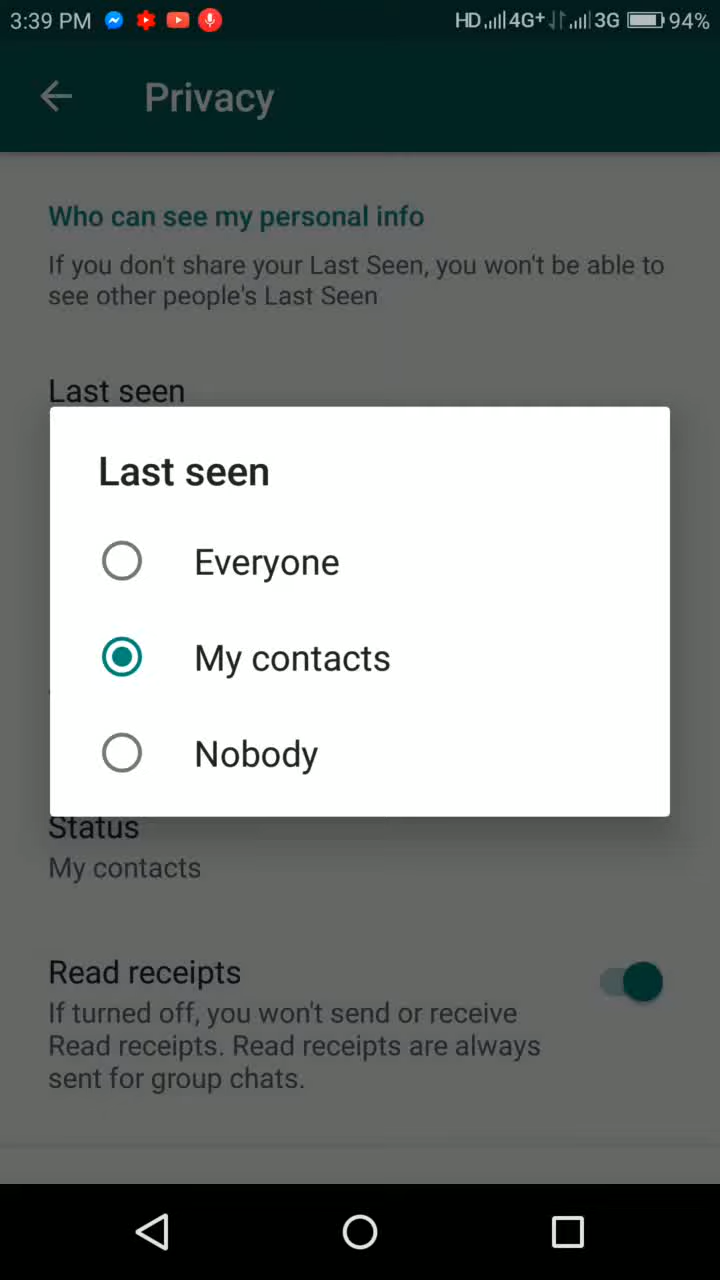 3:39 PM HD 4G+ 3G 94%
Privacy
Who can see my personal info
If you don't share your Last Seen, you won't be able to
see other people's Last Seen
Last seen
Last seen
Everyone
My contacts
Nobody
Status
My contacts
Read receipts
If turned off, you won't send or receive
Read receipts. Read receipts are always
sent for group chats.